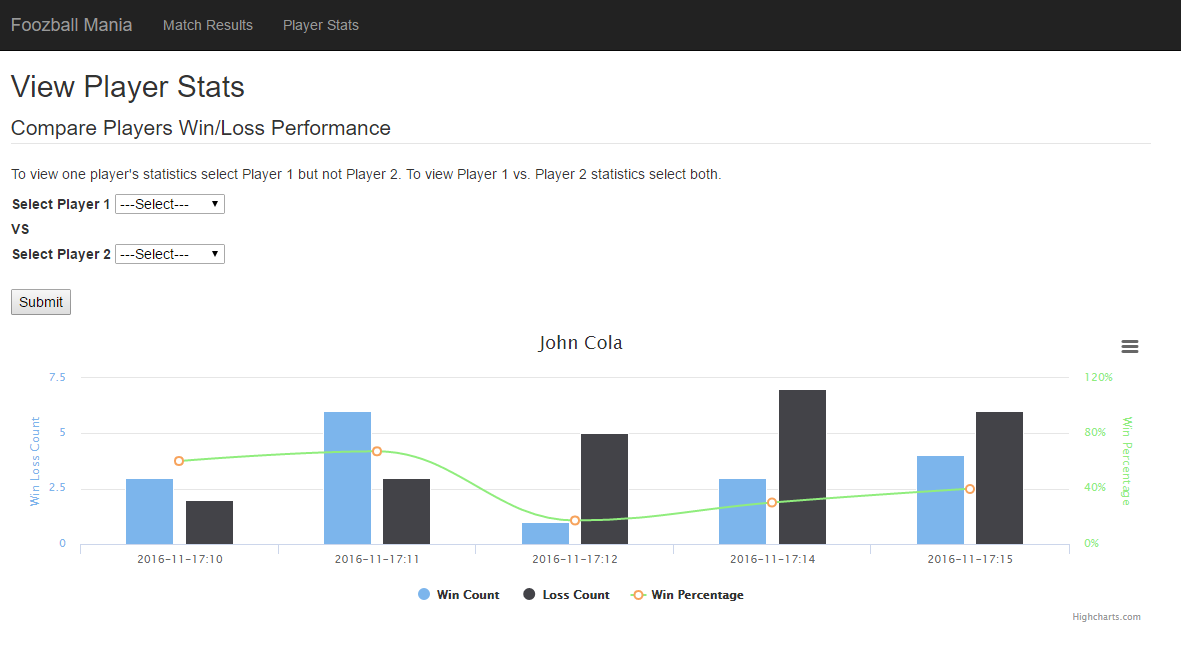 Foozball Mania Match Results Player Stats
View Player Stats
Compare Players Win/Loss Performance
To view one player's statistics select Player 1 but not Player 2. To view Player 1 vs. Player 2 statistics select both.
Select Player 1 ---Select---
VS
Select Player 2 ---Select---
Submit
John Cola
Win Loss Count
7.5
5
2.5
0
120%
80%
40%
0%
Win Percentage
2016-11-17:10 2016-11-17:11 2016-11-17:12 2016-11-17:14 2016-11-17:15
Win Count Loss Count Win Percentage
Highcharts.com